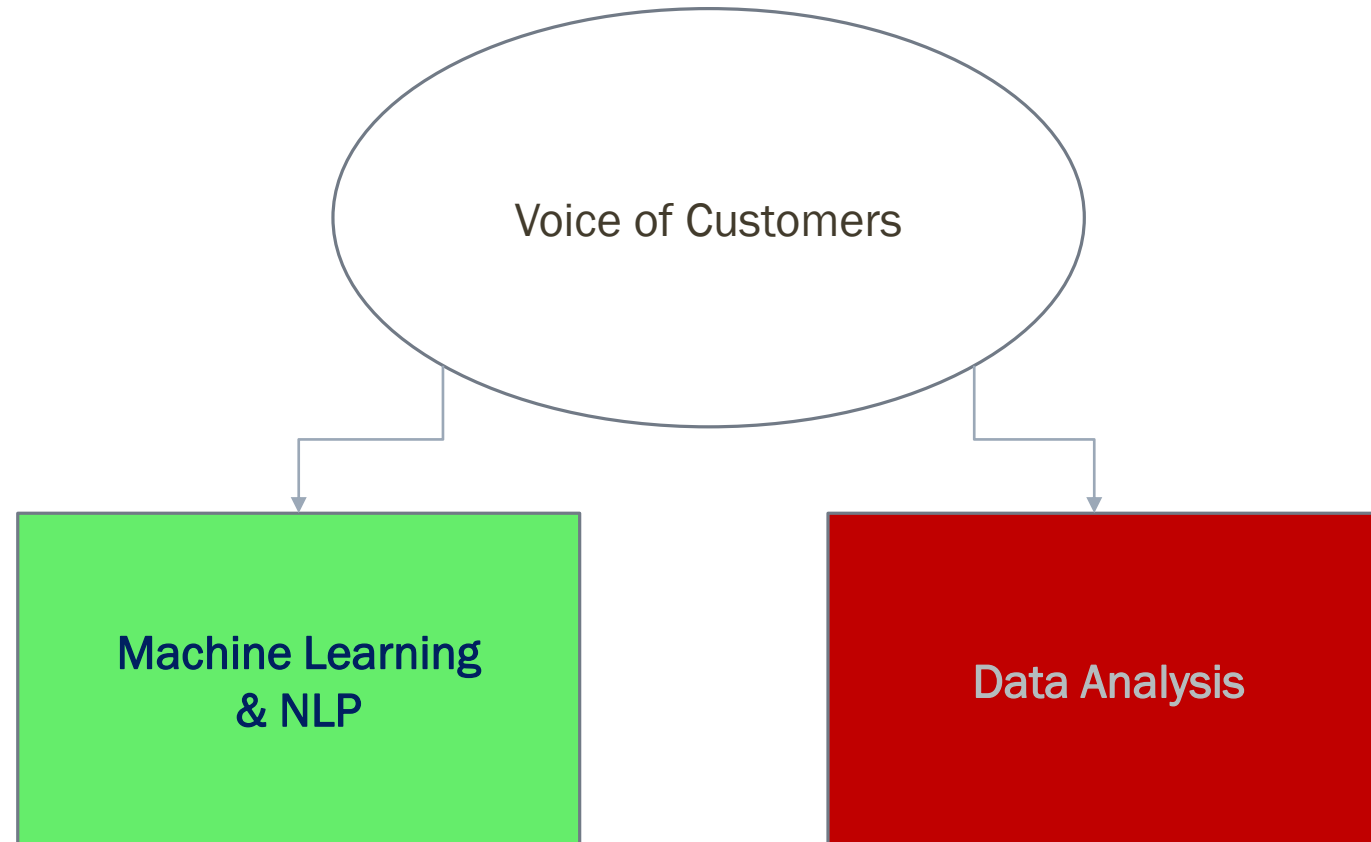 Voice of Customers
Machine Learning
& NLP
Data Analysis